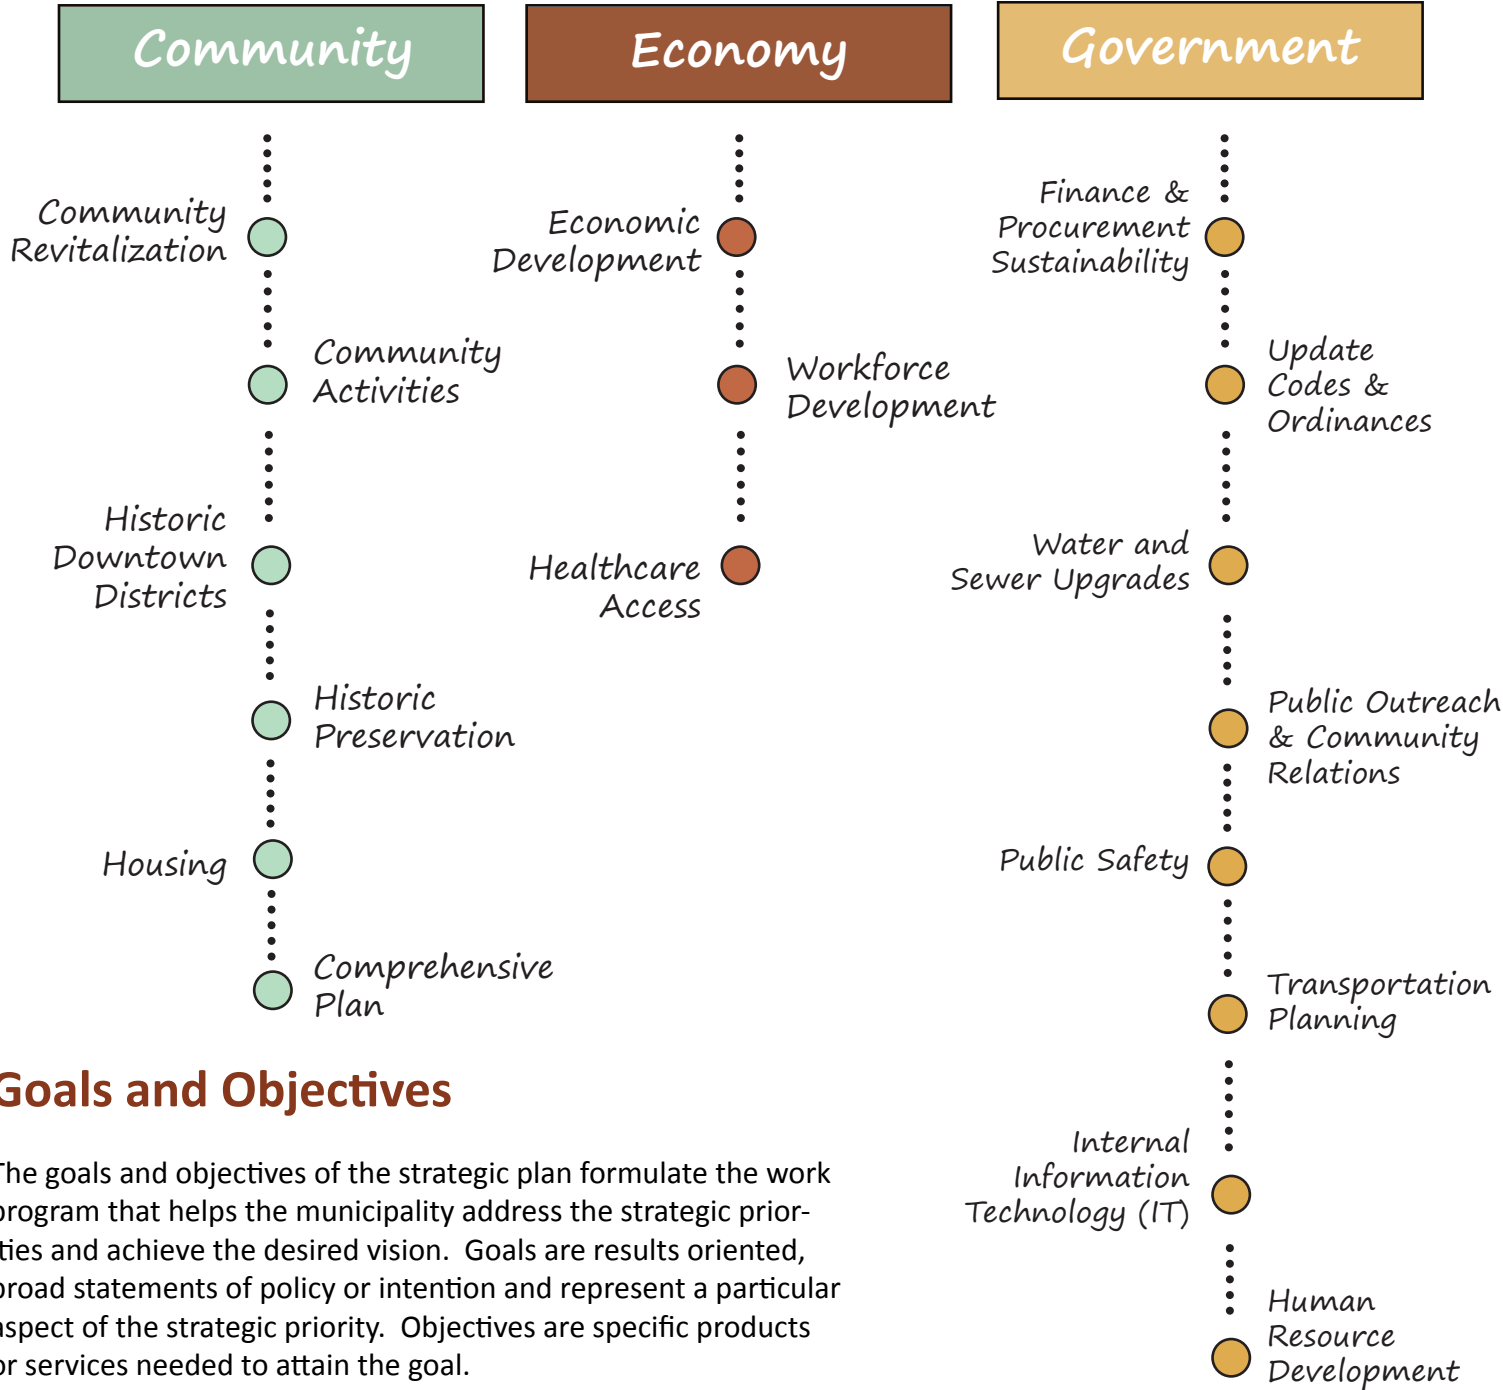 Community
Community
Revitalization
Community
Activities
Historic
Downtown
Districts
Historic
Preservation
Housing
Comprehensive
Plan
Economy
Economic
Development
Workforce
Development
Healthcare
Access
Government
Finance &
Procurement
Sustainability
Update
Codes &
Ordinances
Water and
Sewer Upgrades
Public Outreach
& Community
Relations
Public Safety
Transportation
Planning
Internal
Information
Technology (IT)
Human
Resource
Development
Goals and Objectives
The goals and objectives of the strategic plan formulate the work
program that helps the municipality address the strategic prior-
ities and achieve the desired vision.  Goals are results oriented,
broad statements of policy or intention and represent a particular
aspect of the strategic priority.  Objectives are specific products
or services needed to attain the goal.